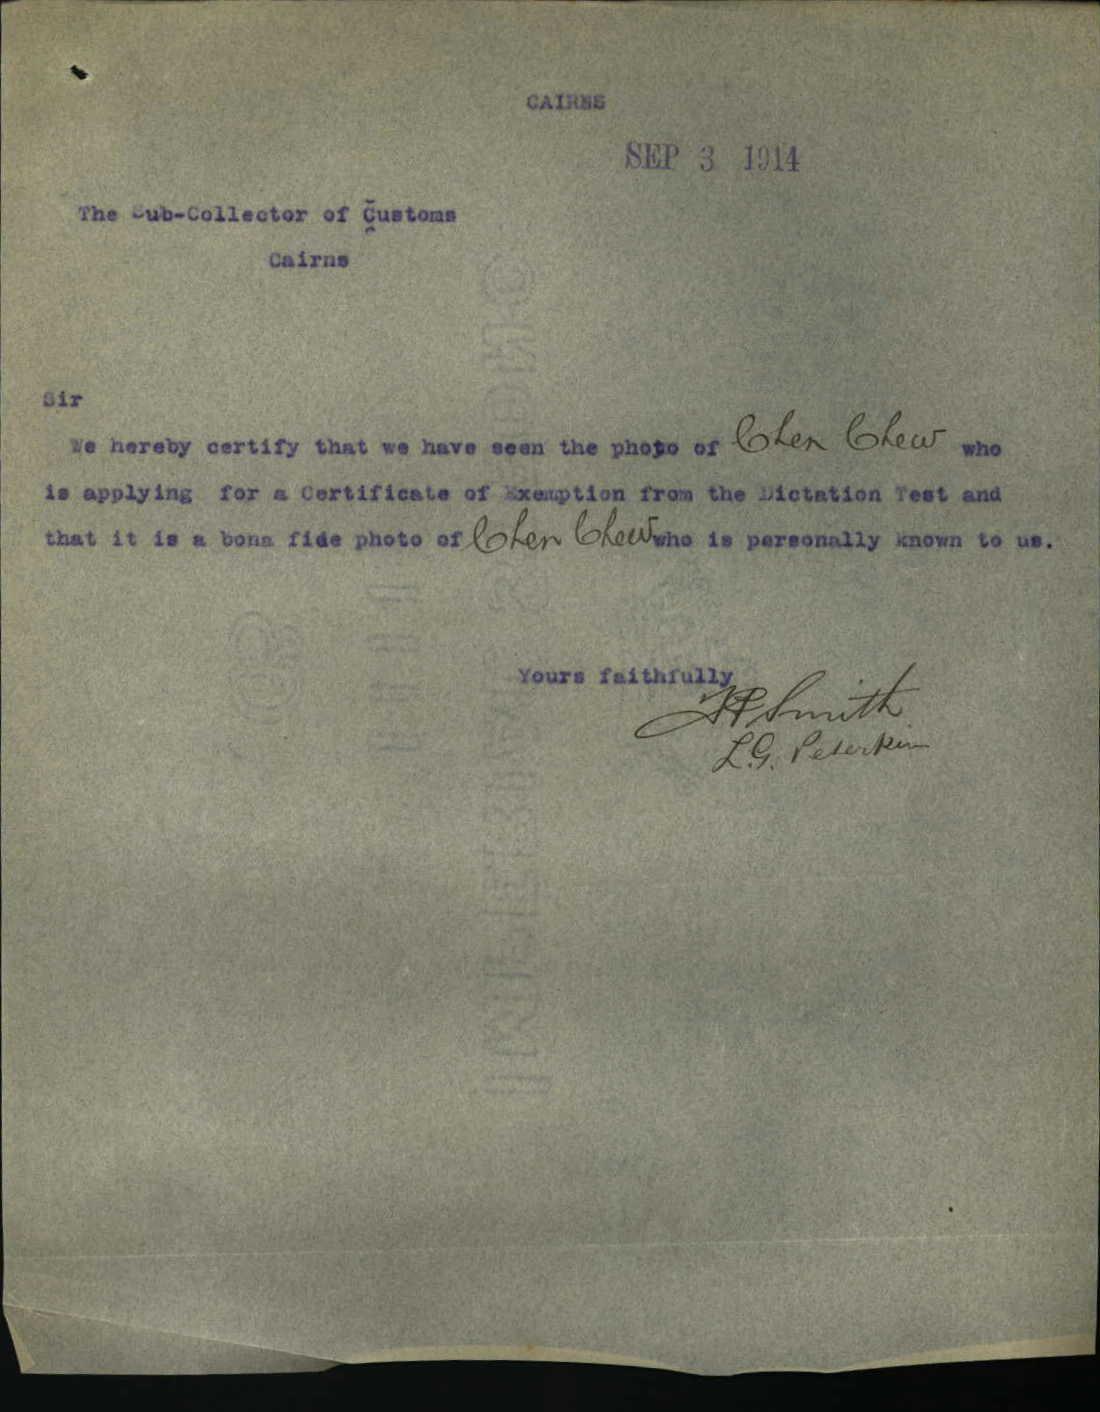 CAIRNS
SEP 3 1914
The Sub-Collector of Customs
Cairns
Sir
We hereby certify that we have seen the photo of Chen Chew who
is applying for a Certificate of Exemption from the Dictation Test and
that it is a bona fide photo of Chen Chew who is personally known to us.
Yours faithfully
Smith
L.G. Peterkin